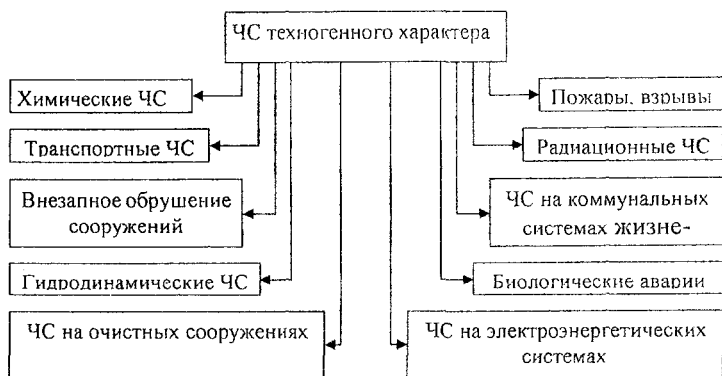 ЧС техногенного характера
Химические ЧС
Пожары, взрывы
Транспортные ЧС
Радиационные ЧС
Внезапное обрушение
сооружений
ЧС на коммунальных
системах жизне-
Гидродинамические ЧС
Биологические аварии
ЧС на очистных сооружениях
ЧС на электроэнергетических
системах